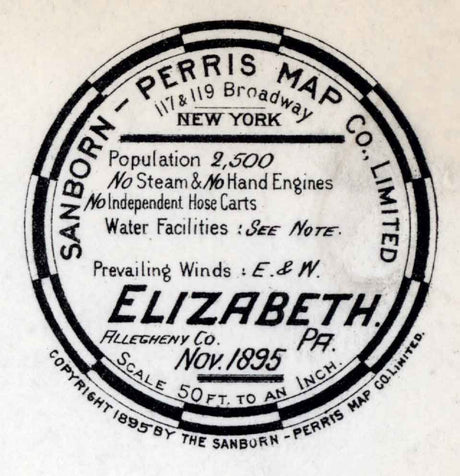 SANBORN - PERRIS MAP CO., LIMITED
117 & 119 Broadway
NEW YORK
Population 2,500
No Steam & No Hand Engines
No Independent Hose Carts
Water Facilities : SEE NOTE.
Prevailing Winds : E. & W.
ELIZABETH.
ALLEGHENY CO. PA.
NOV. 1895
SCALE 50 FT. TO AN INCH.
COPYRIGHT 1895 BY THE SANBORN - PERRIS MAP CO. LIMITED.